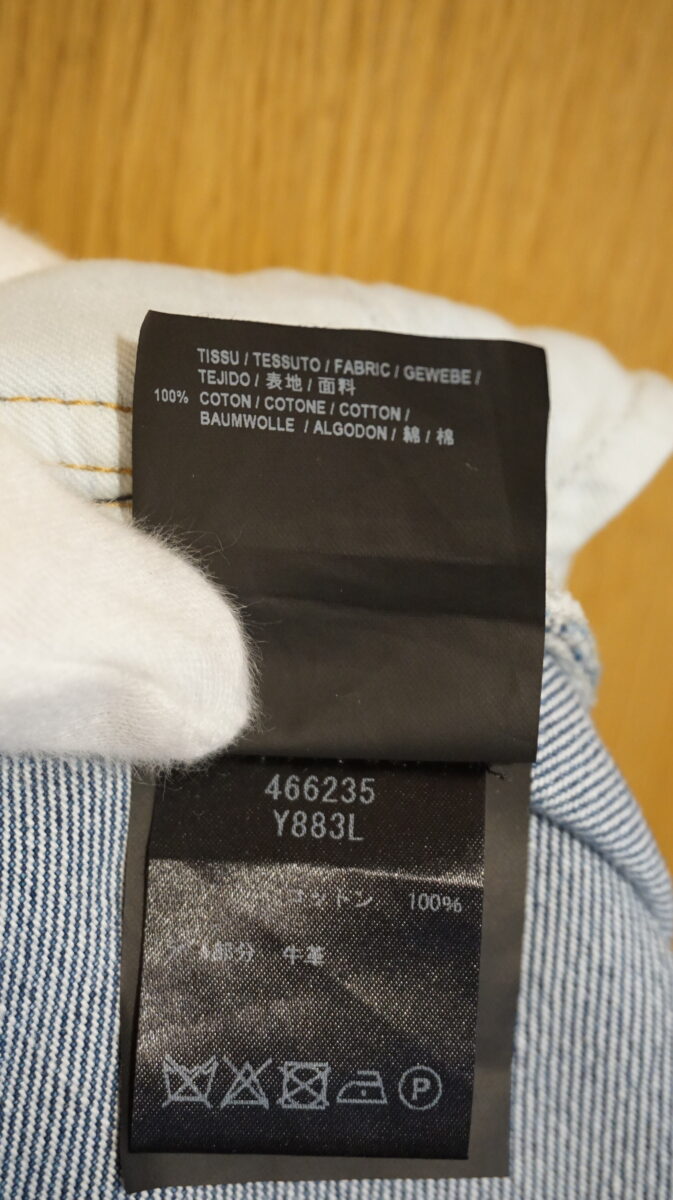 TISSU / TESSUTO / FABRIC / GEWEBE /
TEJIDO / 表地 / 面料
100% COTON / COTONE / COTTON /
BAUMWOLLE / ALGODON / 綿 / 棉
466235
Y883L
コットン 100%
部分 牛革
P